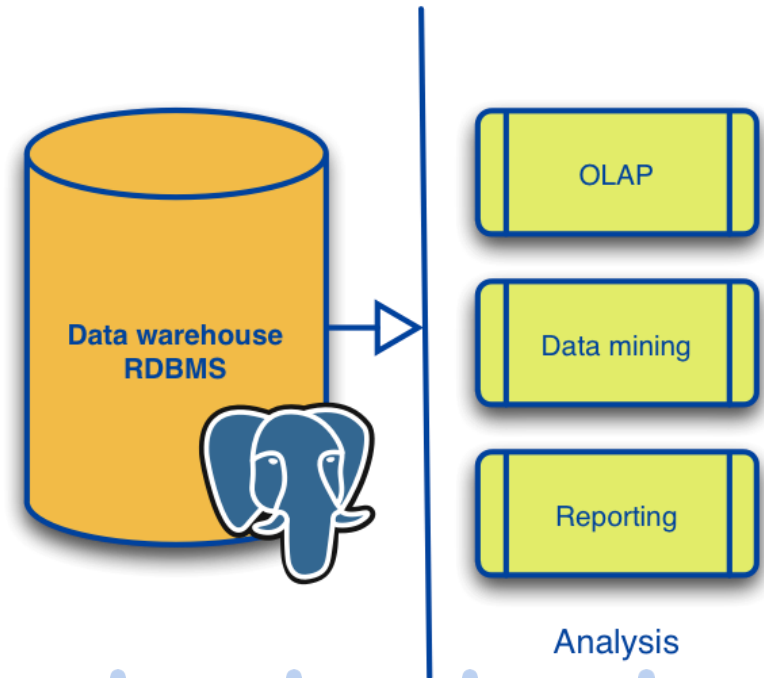 Data warehouse
RDBMS
OLAP
Data mining
Reporting
Analysis